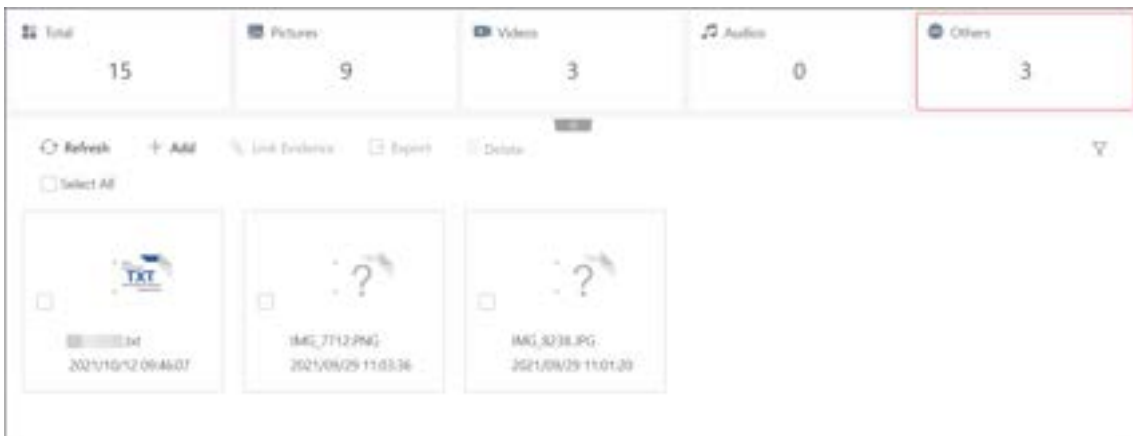 Total
15
Pictures
9
Videos
3
Audios
0
Others
3
Refresh
Add
Link Evidence
Export
Delete
Select All
TXT
.txt
2021/10/12 09:46:07
?
IMG_7712.PNG
2021/09/29 11:03:36
?
IMG_8238.JPG
2021/09/29 11:01:20